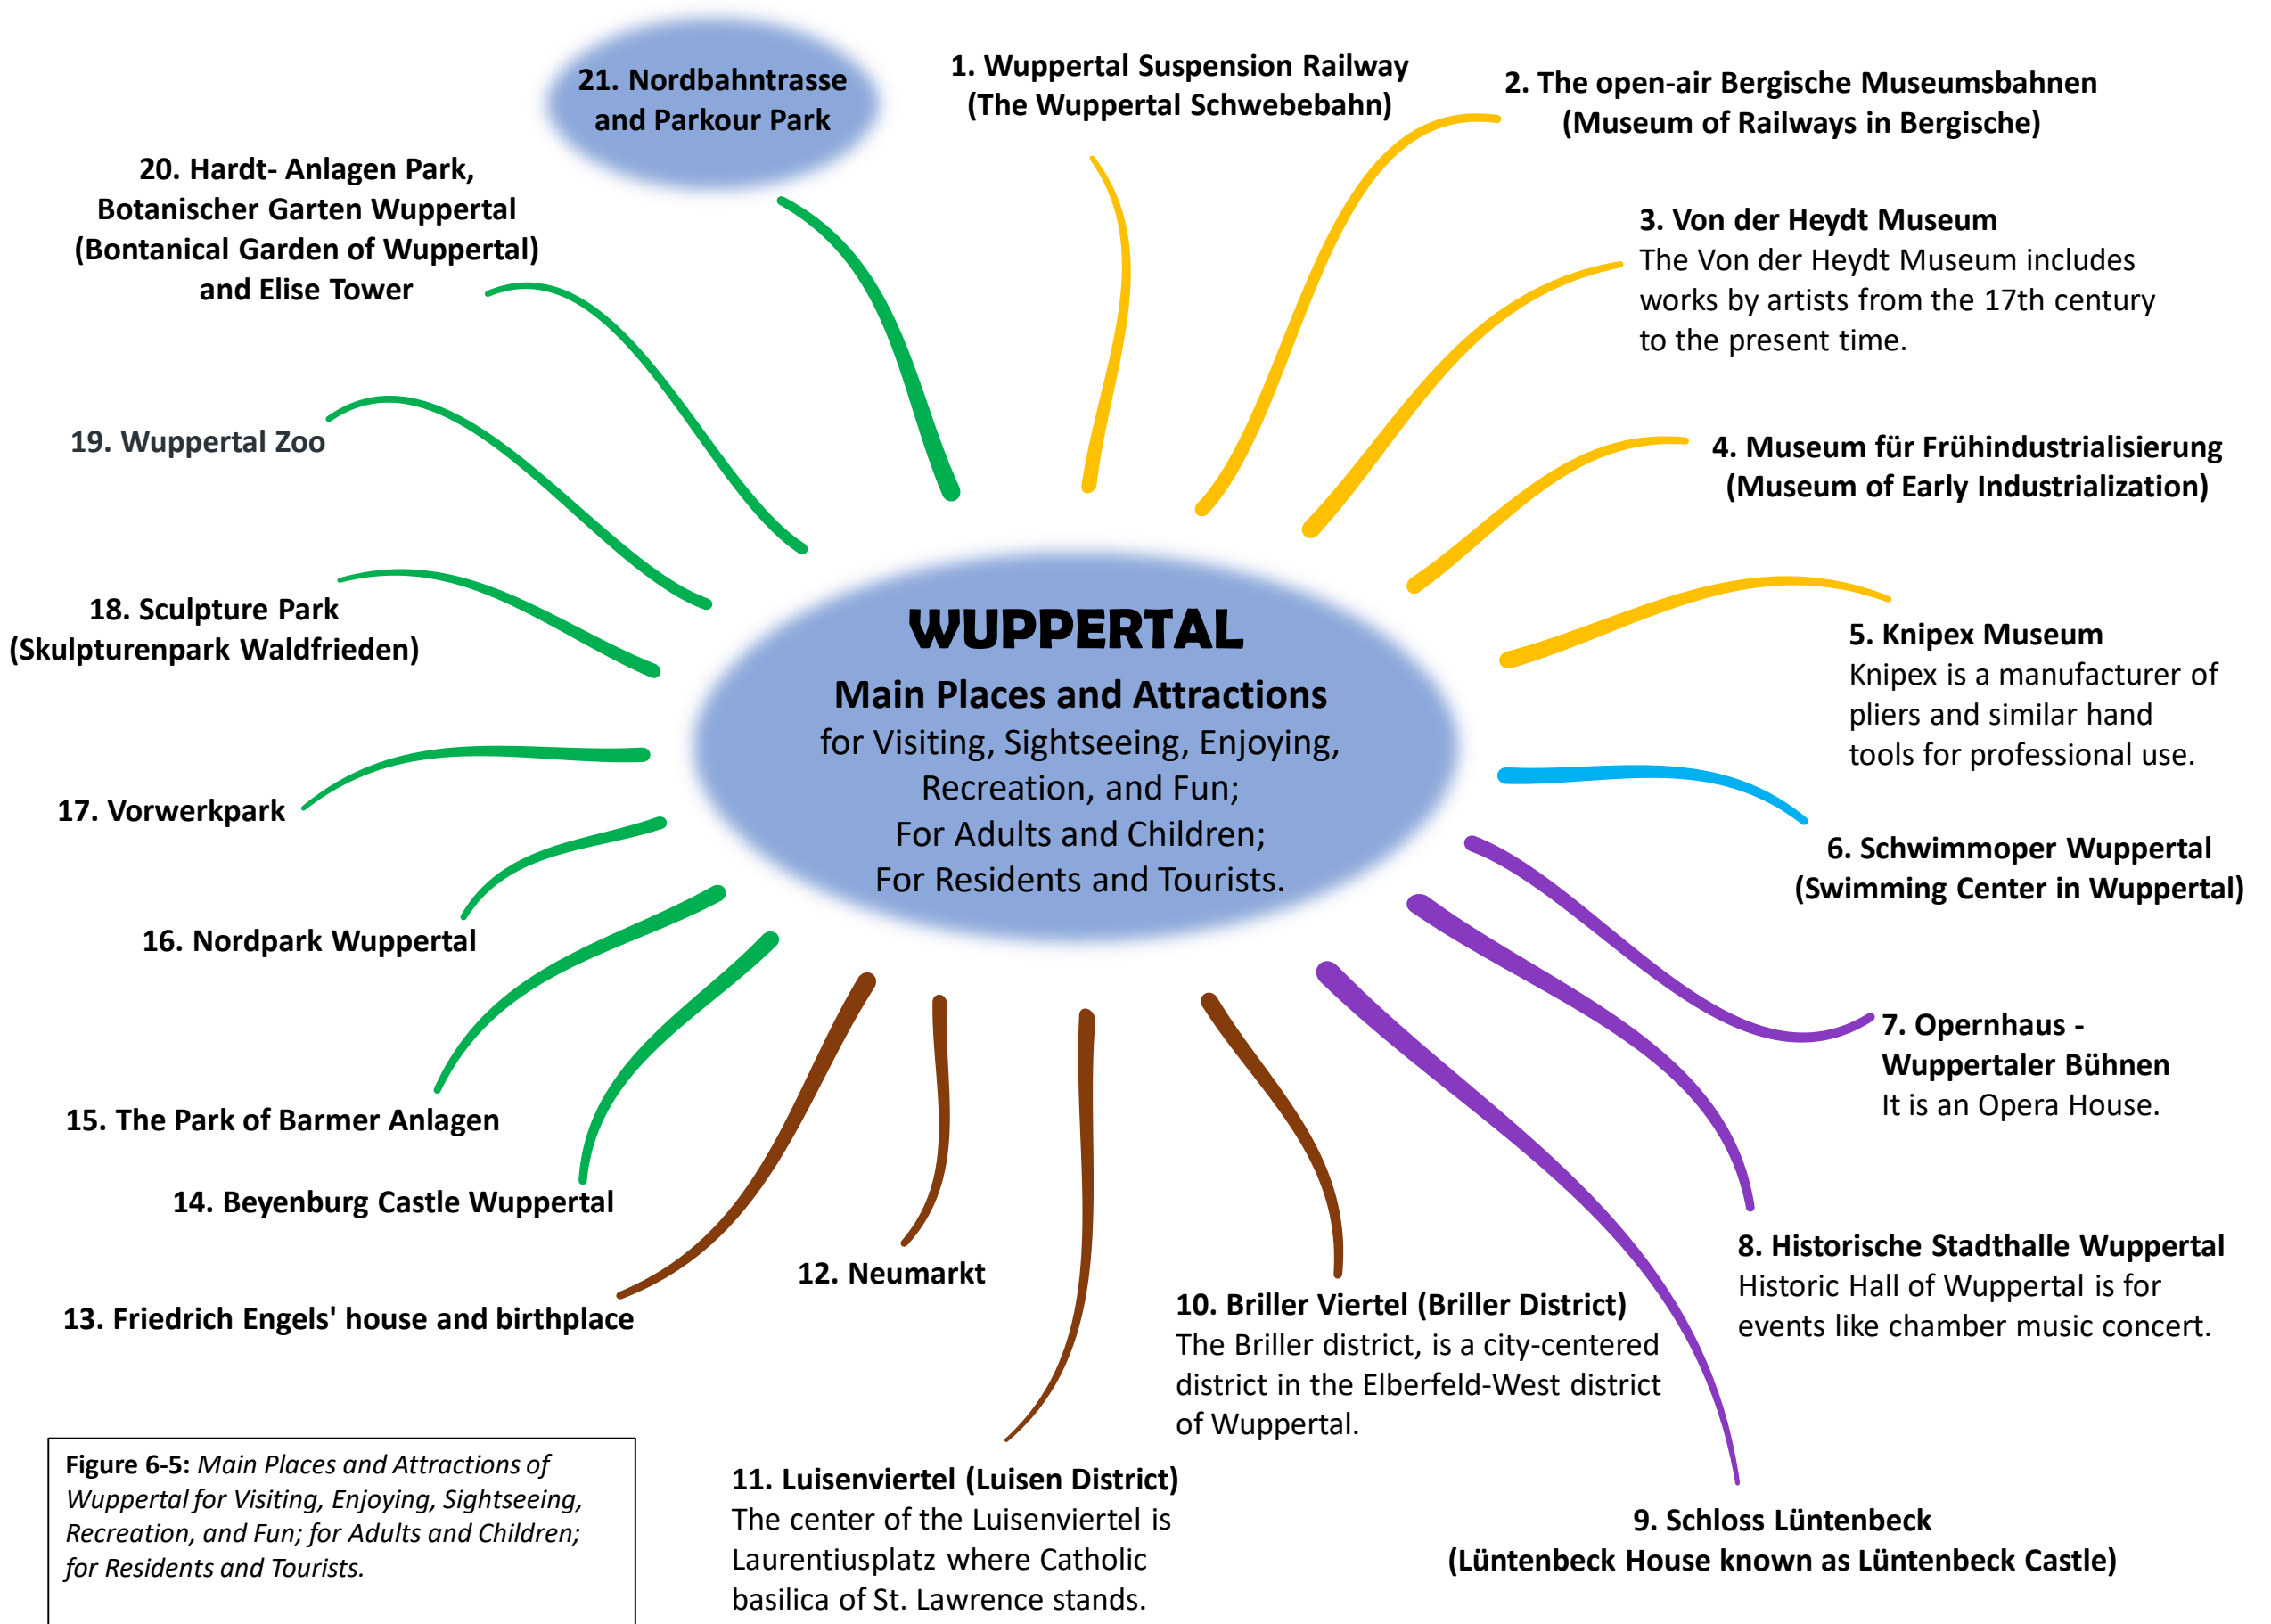 WUPPERTAL
Main Places and Attractions
for Visiting, Sightseeing, Enjoying,
Recreation, and Fun;
For Adults and Children;
For Residents and Tourists.
1. Wuppertal Suspension Railway
(The Wuppertal Schwebebahn)
2. The open-air Bergische Museumsbahnen
(Museum of Railways in Bergische)
3. Von der Heydt Museum
The Von der Heydt Museum includes
works by artists from the 17th century
to the present time.
4. Museum für Frühindustrialisierung
(Museum of Early Industrialization)
5. Knipex Museum
Knipex is a manufacturer of
pliers and similar hand
tools for professional use.
6. Schwimmoper Wuppertal
(Swimming Center in Wuppertal)
7. Opernhaus -
Wuppertaler Bühnen
It is an Opera House.
8. Historische Stadthalle Wuppertal
Historic Hall of Wuppertal is for
events like chamber music concert.
9. Schloss Lüntenbeck
(Lüntenbeck House known as Lüntenbeck Castle)
10. Briller Viertel (Briller District)
The Briller district, is a city-centered
district in the Elberfeld-West district
of Wuppertal.
11. Luisenviertel (Luisen District)
The center of the Luisenviertel is
Laurentiusplatz where Catholic
basilica of St. Lawrence stands.
12. Neumarkt
13. Friedrich Engels' house and birthplace
14. Beyenburg Castle Wuppertal
15. The Park of Barmer Anlagen
16. Nordpark Wuppertal
17. Vorwerkpark
18. Sculpture Park
(Skulpturenpark Waldfrieden)
19. Wuppertal Zoo
20. Hardt- Anlagen Park,
Botanischer Garten Wuppertal
(Bontanical Garden of Wuppertal)
and Elise Tower
21. Nordbahntrasse
and Parkour Park
Figure 6-5: Main Places and Attractions of
Wuppertal for Visiting, Enjoying, Sightseeing,
Recreation, and Fun; for Adults and Children;
for Residents and Tourists.